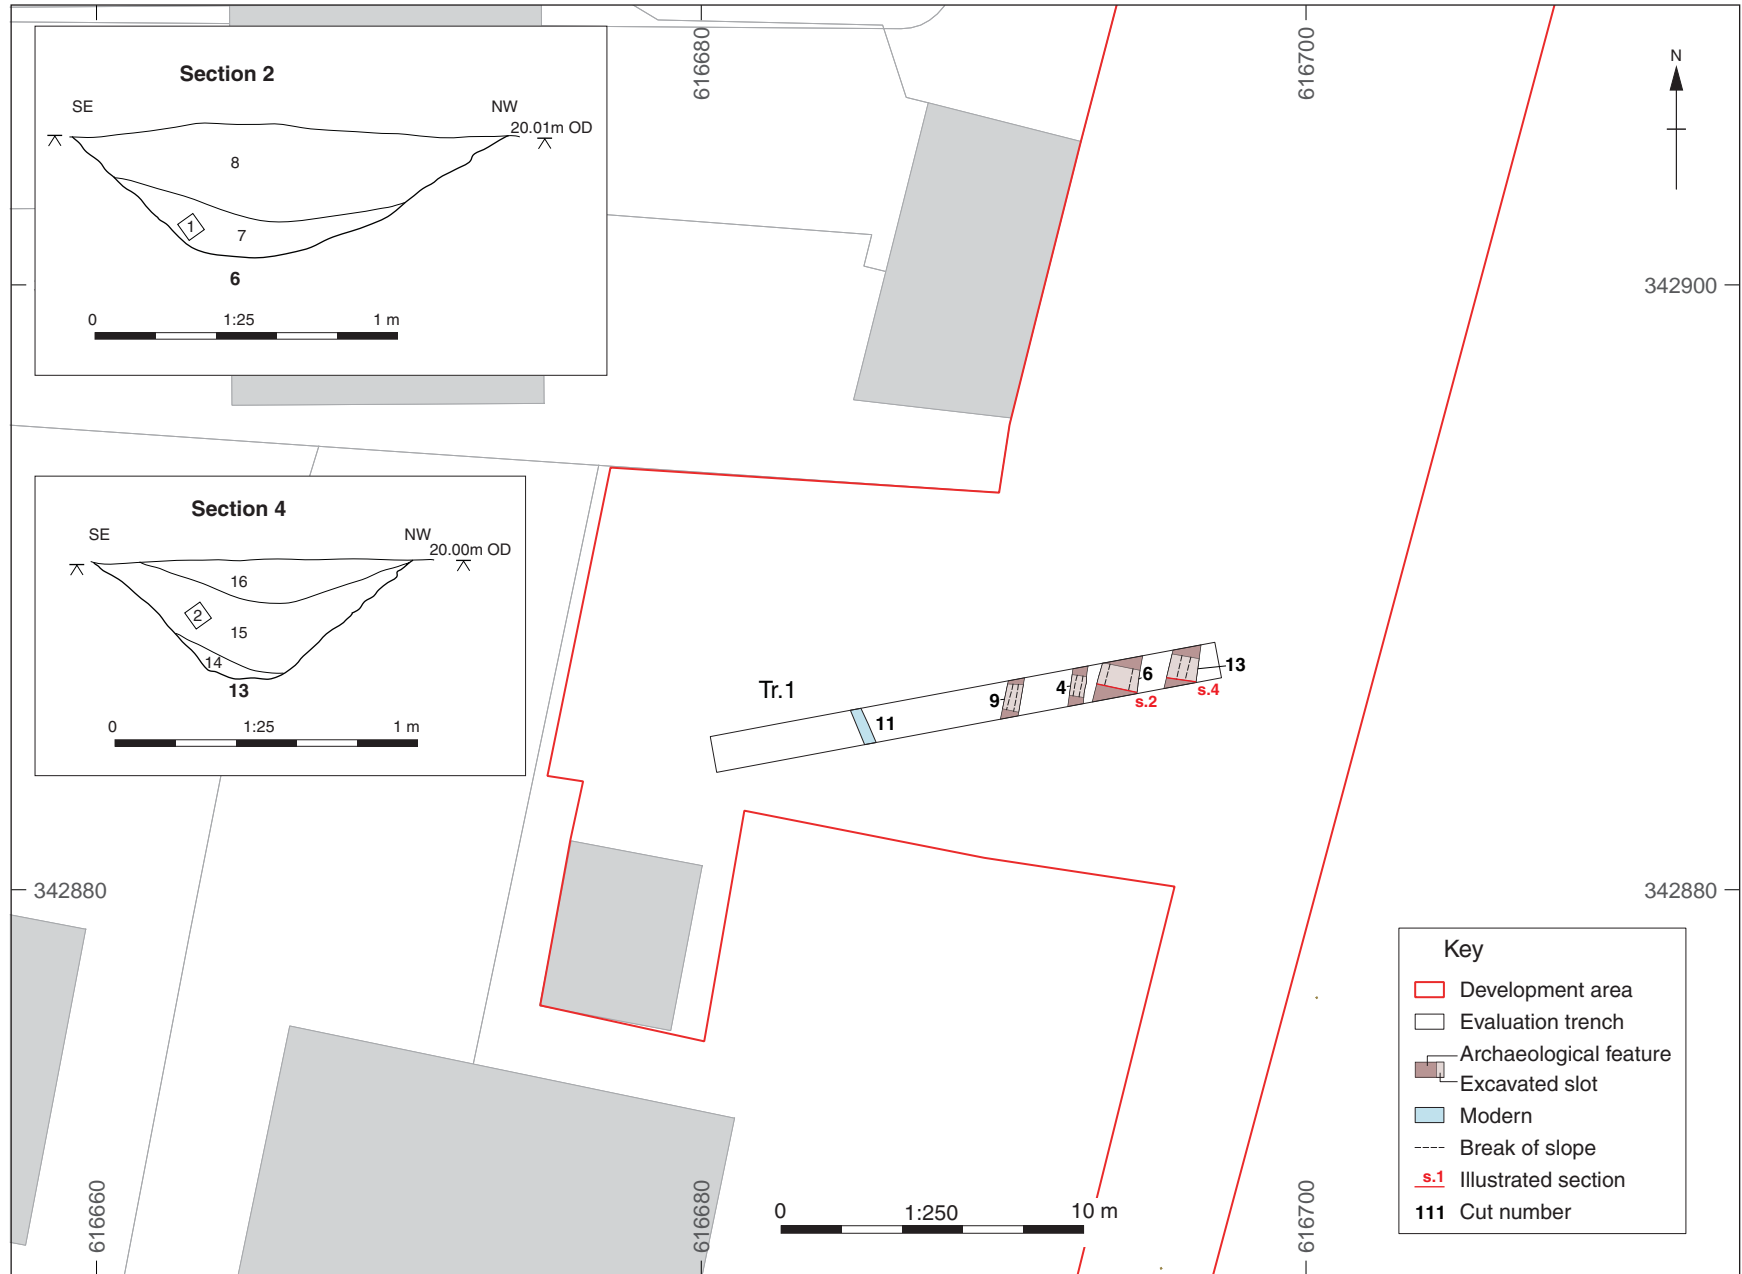 616680
616700
N
Section 2
SE
NW
20.01m OD
8
1
7
6
0
1:25
1 m
342900
Section 4
SE
NW
20.00m OD
16
2
15
14
13
0
1:25
1 m
Tr.1
11
9
4
6
s.2
13
s.4
342880
342880
Key
Development area
Evaluation trench
Archaeological feature
Excavated slot
Modern
Break of slope
s.1 Illustrated section
111 Cut number
0
1:250
10 m
616660
616680
616700